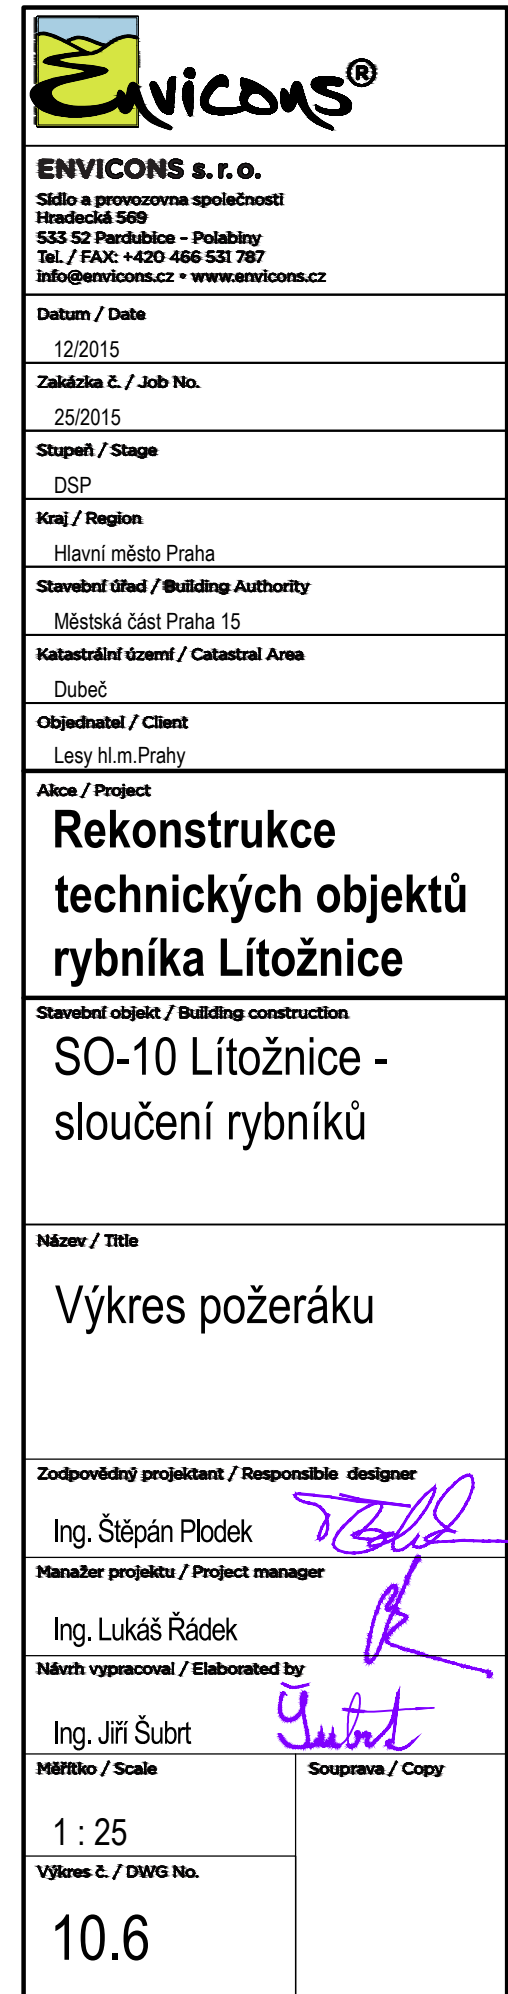 Envicons®
ENVICONS s.r.o.
Sídlo a provozovna společnosti
Hradecká 569
533 52 Pardubice - Polabiny
Tel. / FAX: +420 466 531 787
info@envicons.cz • www.envicons.cz
Datum / Date
12/2015
Zakázka č. / Job No.
25/2015
Stupeň / Stage
DSP
Kraj / Region
Hlavní město Praha
Stavební úřad / Building Authority
Městská část Praha 15
Katastrální území / Catastral Area
Dubeč
Objednatel / Client
Lesy hl.m.Prahy
Akce / Project
Rekonstrukce
technických objektů
rybníka Lítožnice
Stavební objekt / Building construction
SO-10 Lítožnice -
sloučení rybníků
Název / Title
Výkres požeráku
Zodpovědný projektant / Responsible designer
Ing. Štěpán Plodek
Manažer projektu / Project manager
Ing. Lukáš Řádek
Návrh vypracoval / Elaborated by
Ing. Jiří Šubrt
Šubrt
Měřítko / Scale
Souprava / Copy
1 : 25
Výkres č. / DWG No.
10.6